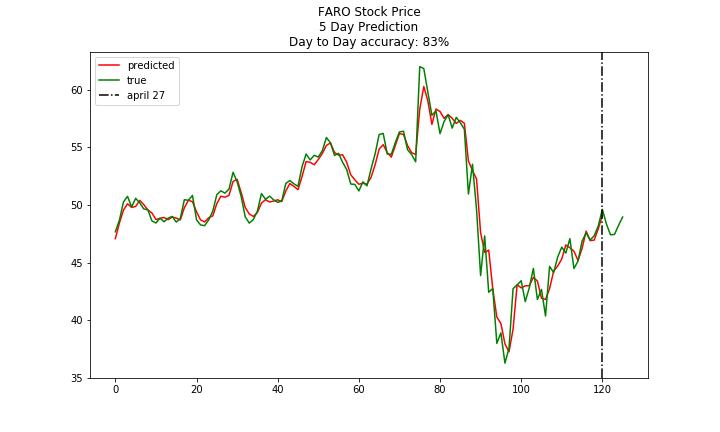 FARO Stock Price
5 Day Prediction
Day to Day accuracy: 83%
predicted
true
april 27
60
55
50
45
40
35
0 20 40 60 80 100 120